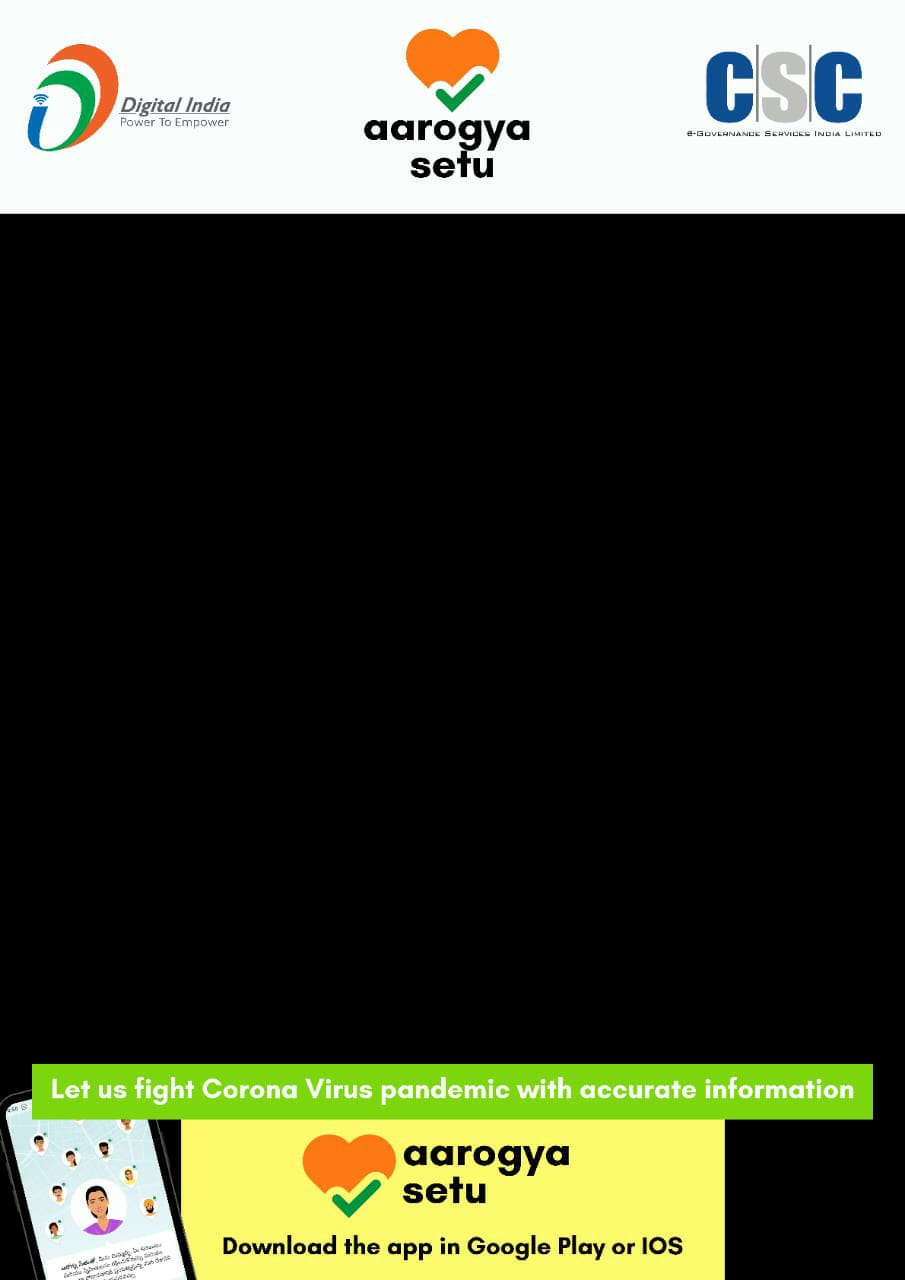 Digital India
Power To Empower
aarogya
setu
CSC
e-Governance Services India Limited
Let us fight Corona Virus pandemic with accurate information
aarogya
setu
Download the app in Google Play or IOS